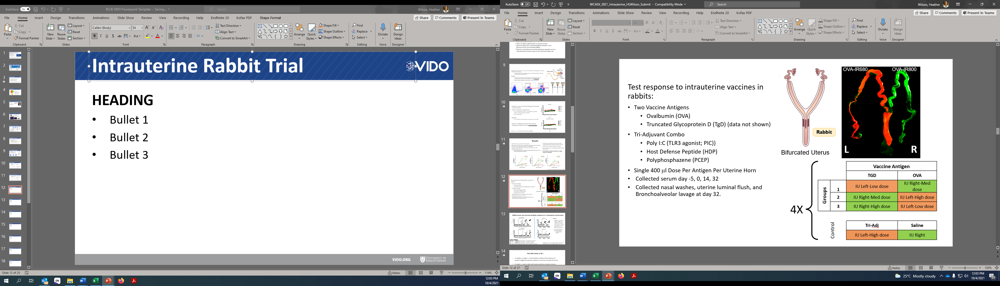 AutoSave On
BLUE VIDO Powerpoint Template - Saving...
Search
Wilson, Heather
File Home Insert Design Transitions Animations Slide Show Review View Recording Help EndNote 20 Kofax PDF Shape Format
Share Comments Present in Teams
Paste
Cut
Copy
Format Painter
Clipboard
New Slide
Reuse Slides
Layout
Reset
Section
Slides
Calibri (Body) 54
Font
Text Direction
Align Text
Convert to SmartArt
Paragraph
Arrange
Quick Styles
Shape Fill
Shape Outline
Shape Effects
Drawing
Find
Replace
Select
Editing
Dictate
Voice
Design Ideas
Designer
1
2
3
4
5
6
7
8
9
10
11
12
13
14
15
16
17
18
Intrauterine Rabbit Trial
VIDO
HEADING
• Bullet 1
• Bullet 2
• Bullet 3
VIDO.ORG
UNIVERSITY OF
SASKATCHEWAN
Slide 12 of 25
Notes
114%
12:03 PM
10/4/2021
AutoSave Off
WCASV_2021_Intrauterine_HLWilson_Submit - Compatibility Mode
Search
Wilson, Heather
File Home Insert Design Transitions Animations Slide Show Review View Recording Help EndNote 20 Kofax PDF
Share Comments Present in Teams
Paste
Cut
Copy
Format Painter
Clipboard
New Slide
Reuse Slides
Layout
Reset
Section
Slides
Font
Text Direction
Align Text
Convert to SmartArt
Paragraph
Arrange
Quick Styles
Shape Fill
Shape Outline
Shape Effects
Drawing
Find
Replace
Select
Editing
Dictate
Voice
Design Ideas
Designer
9
10
11
Results
12
13
Rabbit serum and mucosal antibody response to 1 intrauterine vaccine dose
14
Key take away so far:
Test response to intrauterine vaccines in
rabbits:
• Two Vaccine Antigens
• Ovalbumin (OVA)
• Truncated Glycoprotein D (TgD) (data not shown)
• Tri-Adjuvant Combo
• Poly I:C (TLR3 agonist; PIC))
• Host Defense Peptide (HDP)
• Polyphosphazene (PCEP)
• Single 400 μl Dose Per Antigen Per Uterine Horn
• Collected serum day -5, 0, 14, 32
• Collected nasal washes, uterine luminal flush, and
Bronchoalveolar lavage at day 32.
Rabbit
Bifurcated Uterus
OVA-IR680 OVA-IR800
L R
4X
Vaccine Antigen
TGD OVA
Groups
1 IU Left-Low dose IU Right-Med dose
2 IU Right-Med dose IU Left-High dose
3 IU Right-High dose IU Left-Low dose
Control
Tri-Adj Saline
IU Left-High dose IU Right
Slide 12 of 27
Notes
100%
25°C Mostly cloudy
12:03 PM
10/4/2021
20